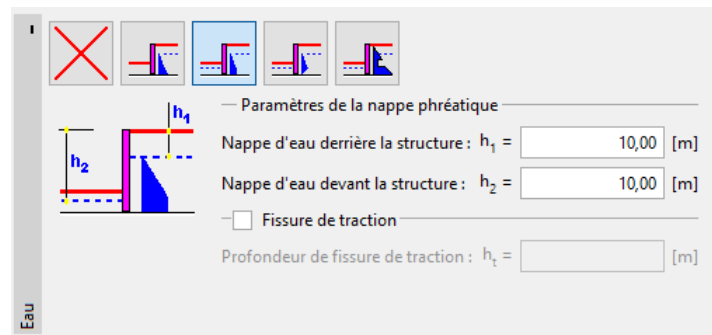 h1
h2
Paramètres de la nappe phréatique
Nappe d'eau derrière la structure : h1 = 10,00 [m]
Nappe d'eau devant la structure : h2 = 10,00 [m]
Fissure de traction
Profondeur de fissure de traction : ht = [m]
Eau